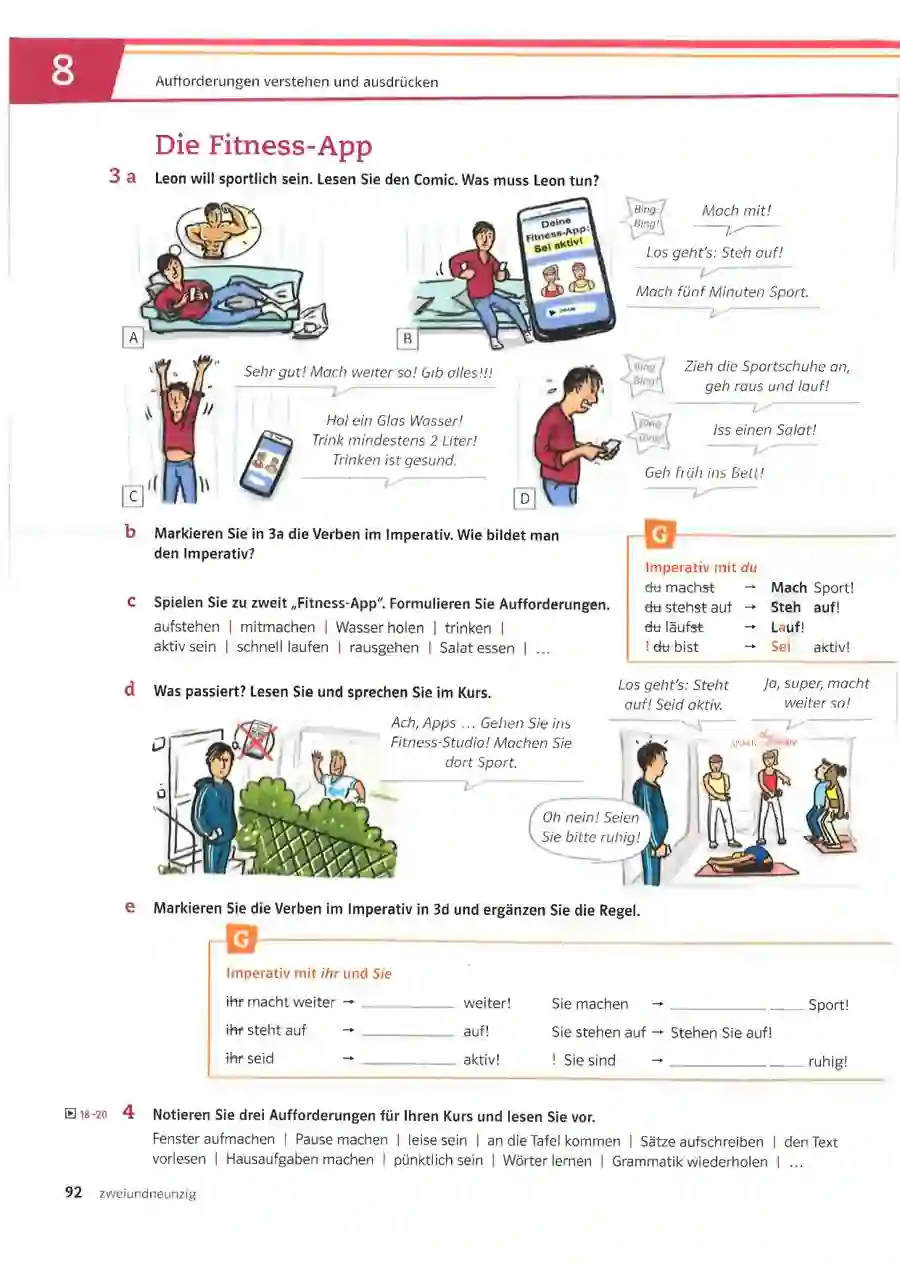 8
Aufforderungen verstehen und ausdrücken
Die Fitness-App
3 a Leon will sportlich sein. Lesen Sie den Comic. Was muss Leon tun?
A
Deine
Fitness-App:
Sei aktiv!
B
Bing
Bing!
Mach mit!
Los geht's: Steh auf!
Mach fünf Minuten Sport.
C
Sehr gut! Mach weiter so! Gib alles!!!
Hol ein Glas Wasser!
Trink mindestens 2 Liter!
Trinken ist gesund.
D
Bing
Bing!
Zieh die Sportschuhe an,
geh raus und lauf!
Bing
Bing!
Iss einen Salat!
Geh früh ins Bett!
b Markieren Sie in 3a die Verben im Imperativ. Wie bildet man
den Imperativ?
c Spielen Sie zu zweit „Fitness-App". Formulieren Sie Aufforderungen.
aufstehen | mitmachen | Wasser holen | trinken |
aktiv sein | schnell laufen | rausgehen | Salat essen | ...
G
Imperativ mit du
du machst → Mach Sport!
du stehst auf → Steh auf!
du läufst → Lauf!
! du bist → Sei aktiv!
d Was passiert? Lesen Sie und sprechen Sie im Kurs.
Ach, Apps ... Gehen Sie ins
Fitness-Studio! Machen Sie
dort Sport.
Los geht's: Steht
auf! Seid aktiv.
Ja, super, macht
weiter so!
Oh nein! Seien
Sie bitte ruhig!
e Markieren Sie die Verben im Imperativ in 3d und ergänzen Sie die Regel.
G
Imperativ mit ihr und Sie
ihr macht weiter → __________ weiter! Sie machen → __________ ____ Sport!
ihr steht auf → __________ auf! Sie stehen auf → Stehen Sie auf!
ihr seid → __________ aktiv! ! Sie sind → __________ ____ ruhig!
18-20 4 Notieren Sie drei Aufforderungen für Ihren Kurs und lesen Sie vor.
Fenster aufmachen | Pause machen | leise sein | an die Tafel kommen | Sätze aufschreiben | den Text
vorlesen | Hausaufgaben machen | pünktlich sein | Wörter lernen | Grammatik wiederholen | ...
92 zweiundneunzig